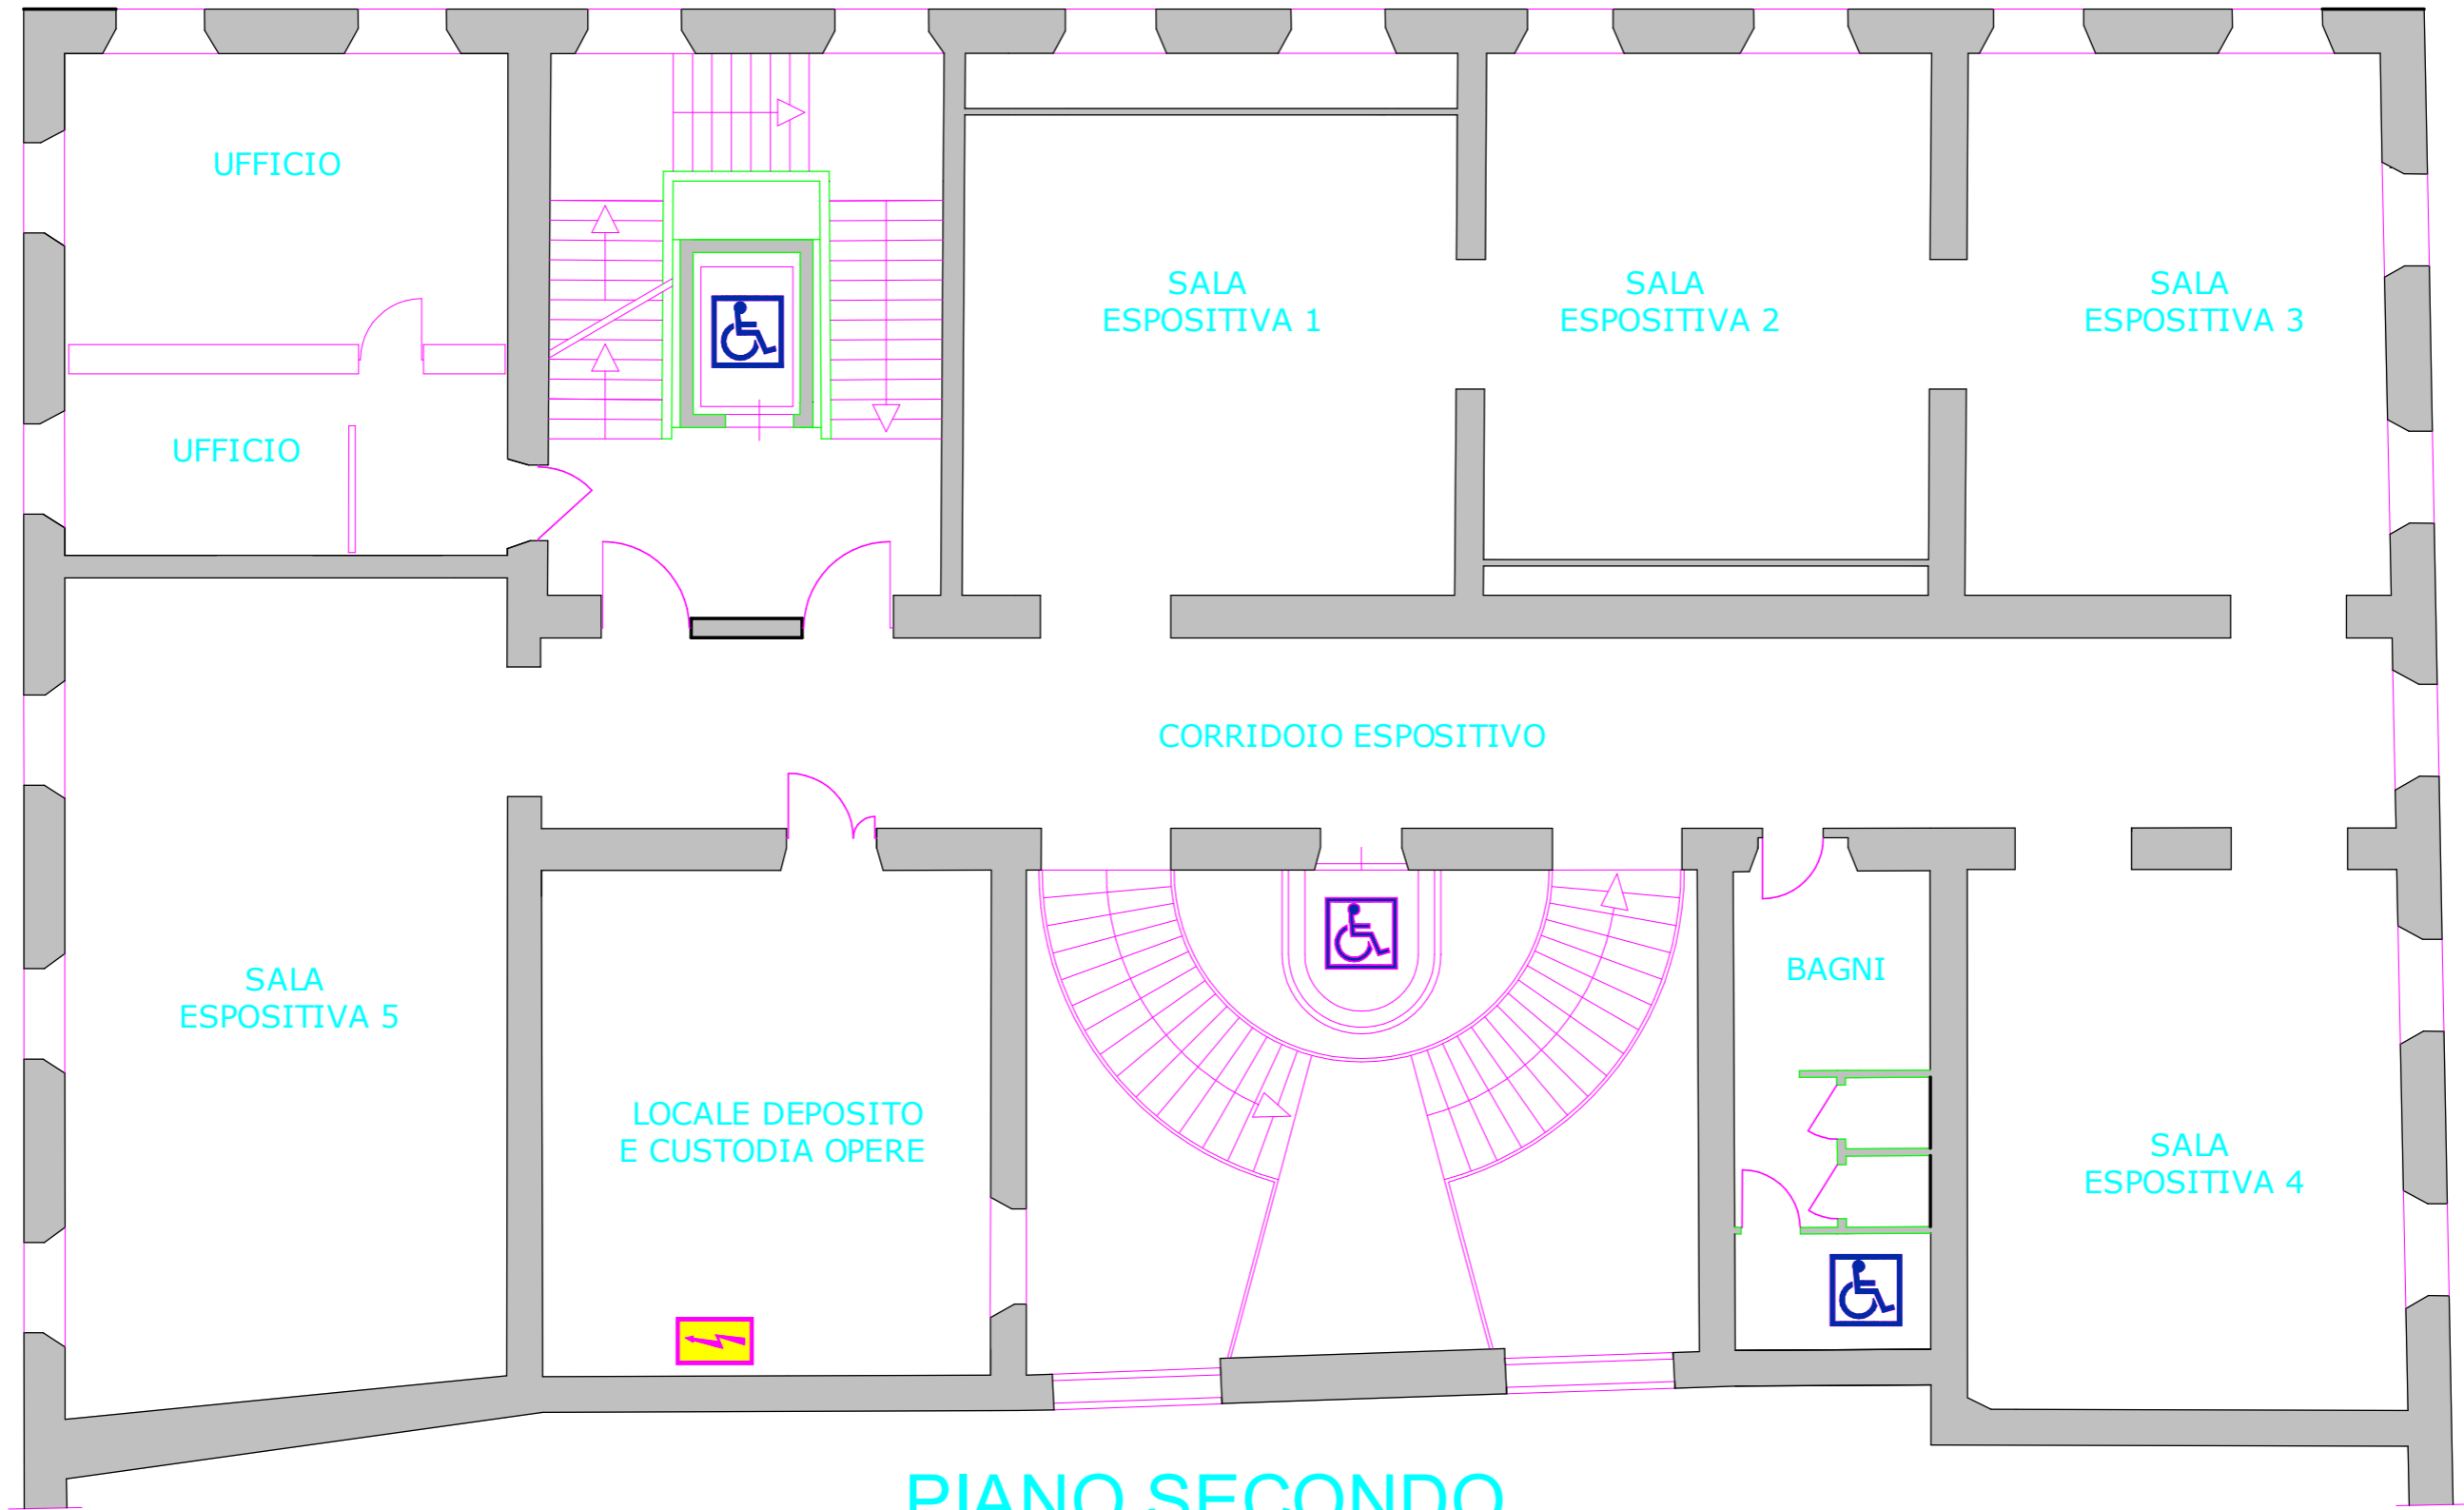 UFFICIO
UFFICIO
SALA
ESPOSITIVA 1
SALA
ESPOSITIVA 2
SALA
ESPOSITIVA 3
CORRIDOIO ESPOSITIVO
SALA
ESPOSITIVA 5
LOCALE DEPOSITO
E CUSTODIA OPERE
BAGNI
SALA
ESPOSITIVA 4
PIANO SECONDO